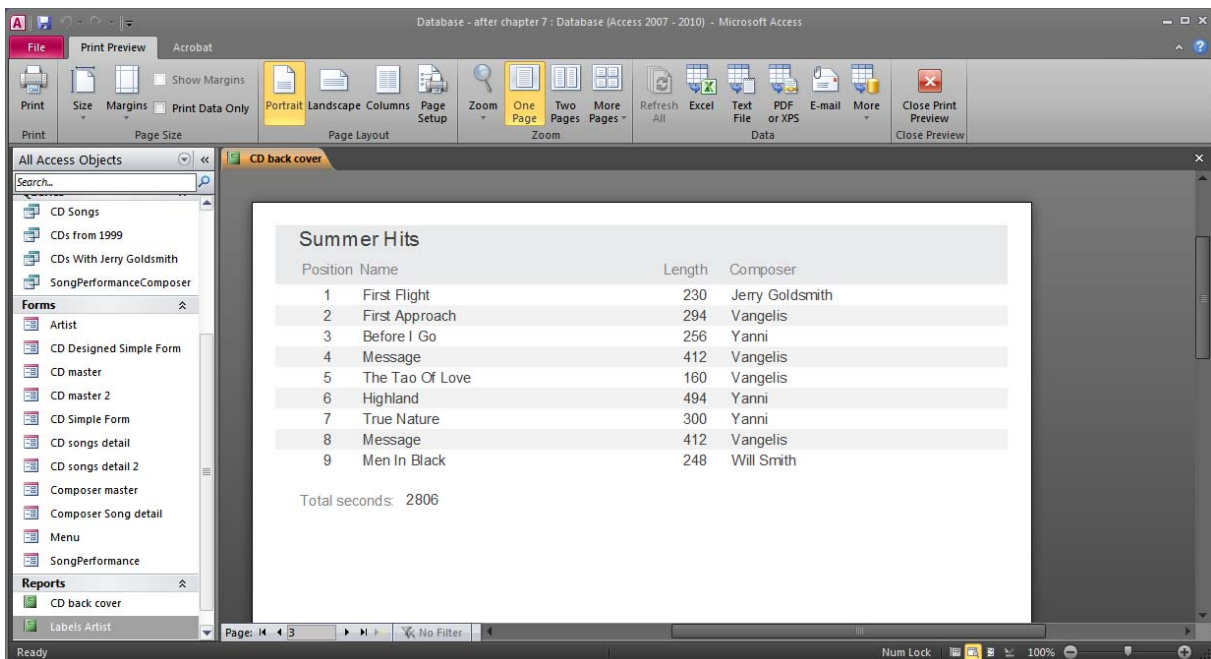 A
Database - after chapter 7 : Database (Access 2007 - 2010) - Microsoft Access
File Print Preview Acrobat
Print
Size
Margins
Show Margins
Print Data Only
Portrait
Landscape
Columns
Page Setup
Zoom
One Page
Two Pages
More Pages
Refresh All
Excel
Text File
PDF or XPS
E-mail
More
Close Print Preview
Print Page Size Page Layout Zoom Data Close Preview
All Access Objects
CD back cover
Search...
CD Songs
CDs from 1999
CDs With Jerry Goldsmith
SongPerformanceComposer
Forms
Artist
CD Designed Simple Form
CD master
CD master 2
CD Simple Form
CD songs detail
CD songs detail 2
Composer master
Composer Song detail
Menu
SongPerformance
Reports
CD back cover
Labels Artist
Summer Hits
Position Name Length Composer
1 First Flight 230 Jerry Goldsmith
2 First Approach 294 Vangelis
3 Before I Go 256 Yanni
4 Message 412 Vangelis
5 The Tao Of Love 160 Vangelis
6 Highland 494 Yanni
7 True Nature 300 Yanni
8 Message 412 Vangelis
9 Men In Black 248 Will Smith
Total seconds: 2806
Page: 3 No Filter
Ready Num Lock 100%